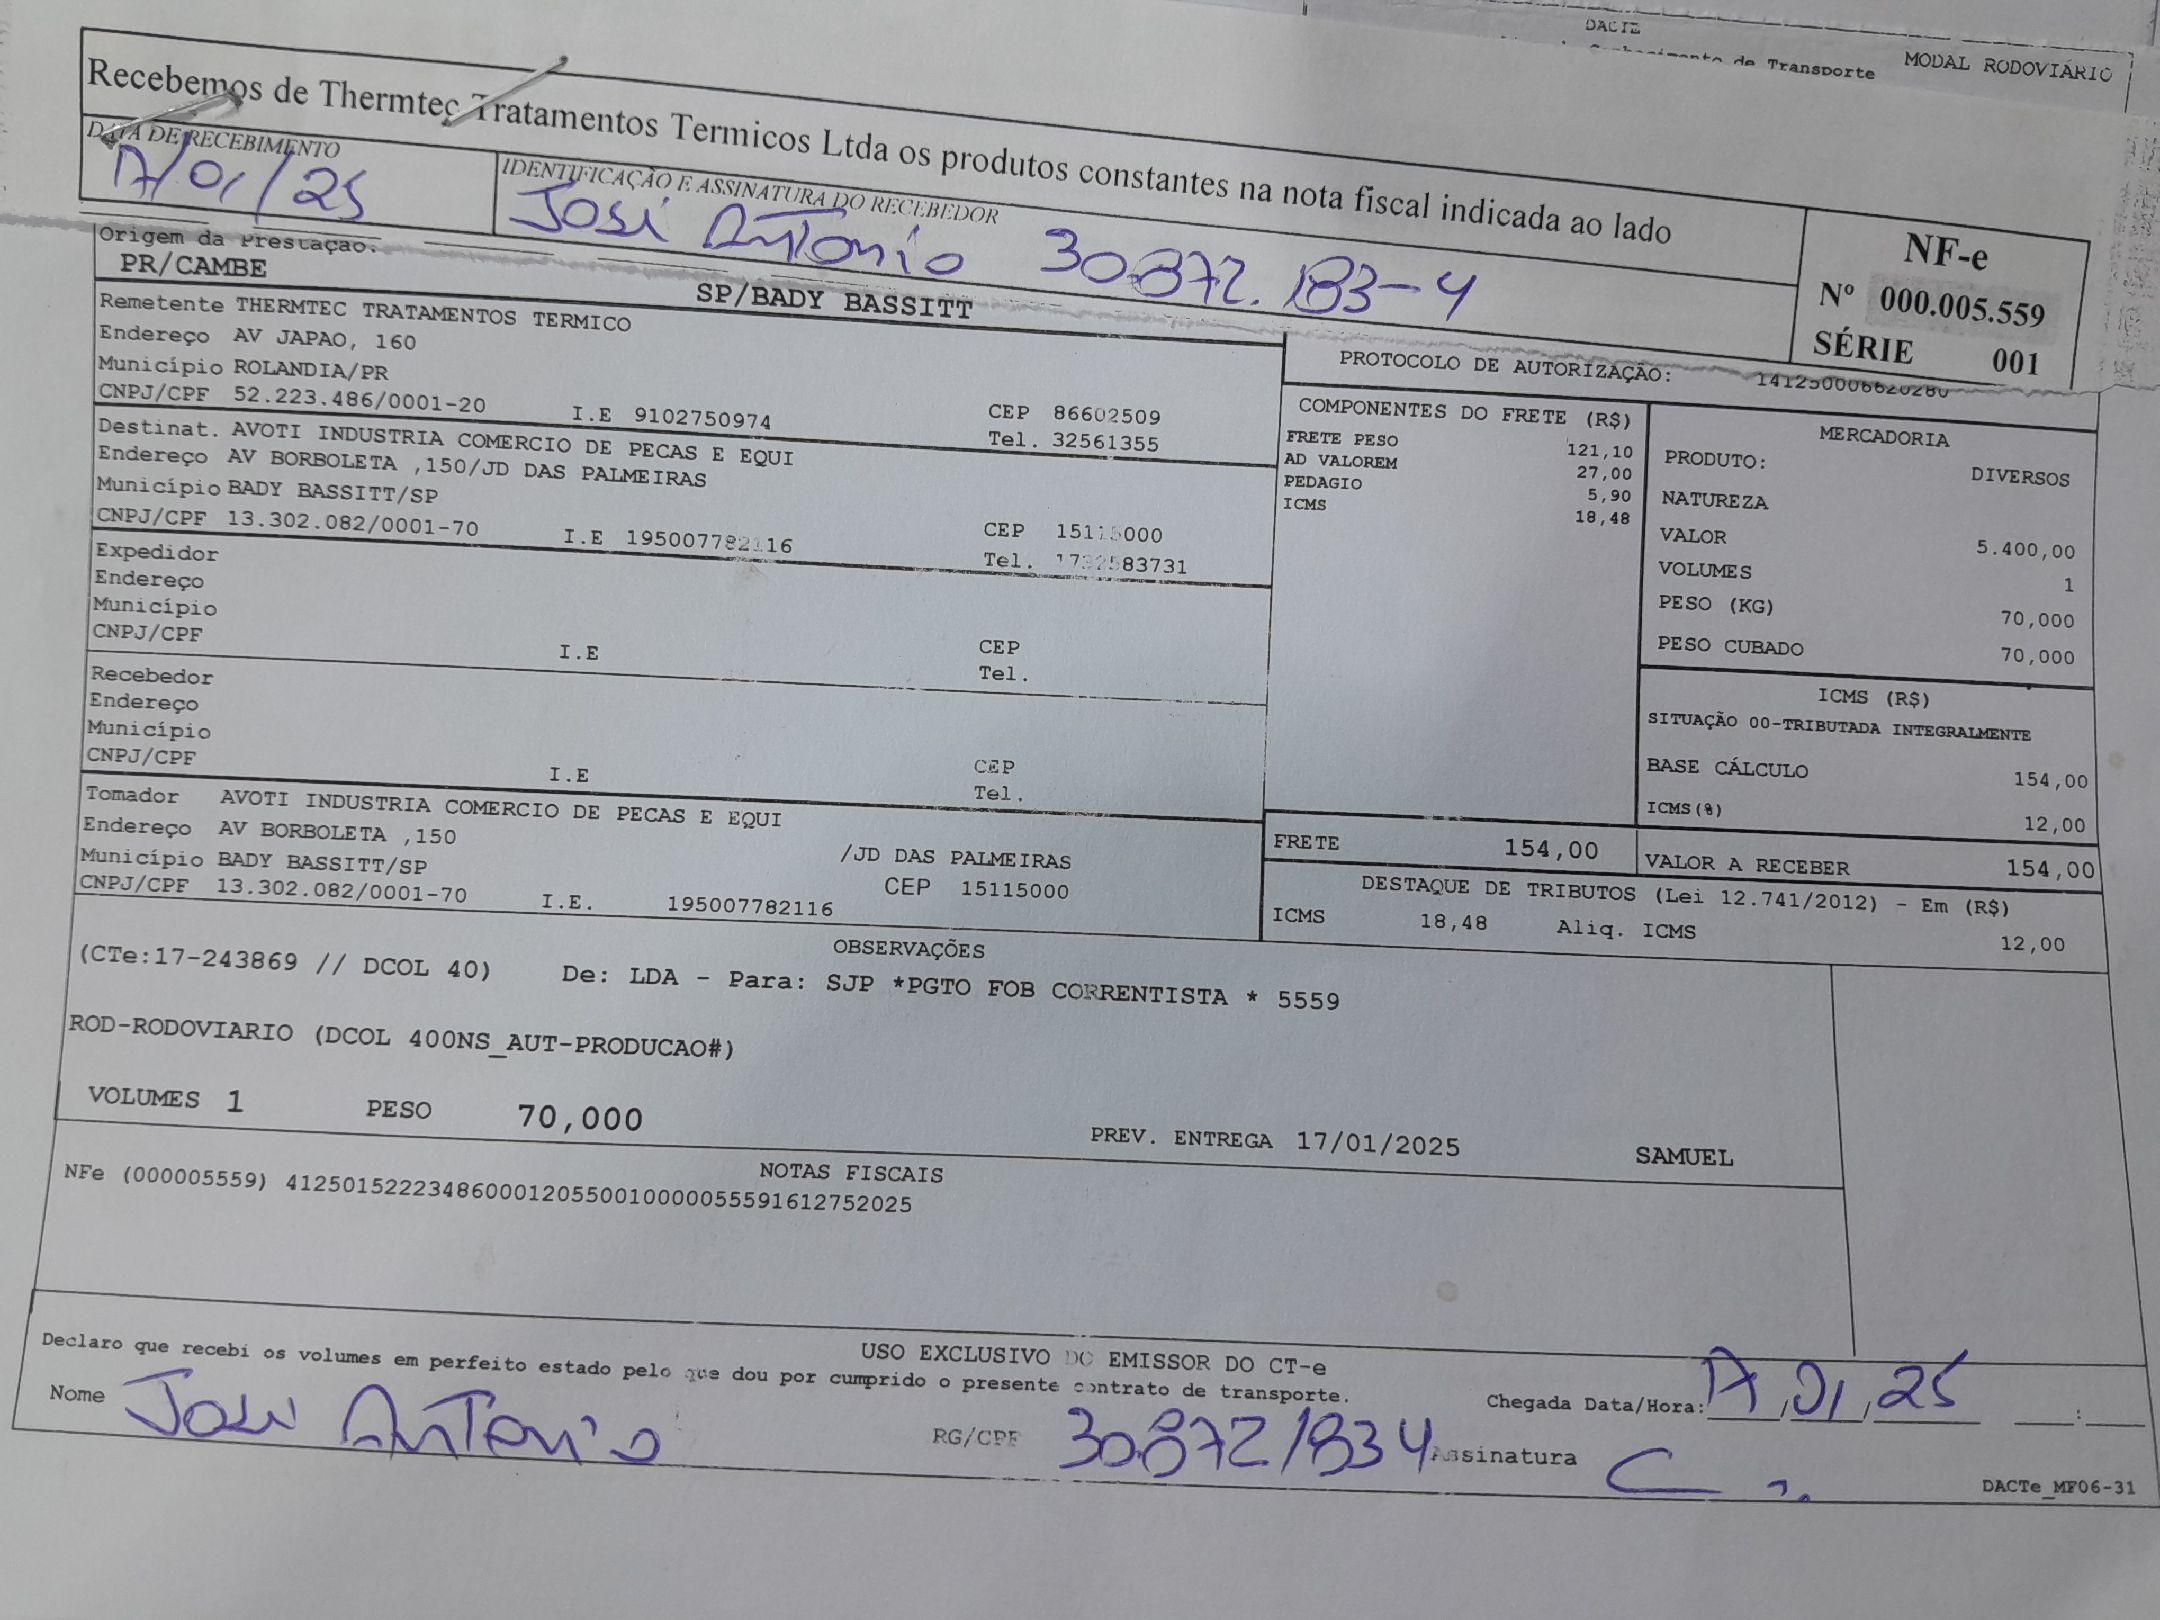 DACTE
de Transporte
MODAL RODOVIÁRIO
Recebemos de Thermtec Tratamentos Termicos Ltda os produtos constantes na nota fiscal indicada ao lado
DATA DE RECEBIMENTO
17/01/25
IDENTIFICAÇÃO E ASSINATURA DO RECEBEDOR
José Antonio 30872.183-4
NF-e
Nº 000.005.559
SÉRIE 001
Origem da Prestação:
PR/CAMBE
SP/BADY BASSITT
Remetente THERMTEC TRATAMENTOS TERMICO
Endereço AV JAPAO, 160
Município ROLANDIA/PR
CNPJ/CPF 52.223.486/0001-20 I.E 9102750974 CEP 86602509
Tel. 32561355
Destinat. AVOTI INDUSTRIA COMERCIO DE PECAS E EQUI
Endereço AV BORBOLETA ,150/JD DAS PALMEIRAS
Município BADY BASSITT/SP
CNPJ/CPF 13.302.082/0001-70 I.E 195007782116 CEP 15115000
Tel. 1732583731
Expedidor
Endereço
Município
CNPJ/CPF I.E CEP
Tel.
Recebedor
Endereço
Município
CNPJ/CPF I.E CEP
Tel.
Tomador AVOTI INDUSTRIA COMERCIO DE PECAS E EQUI
Endereço AV BORBOLETA ,150 /JD DAS PALMEIRAS
Município BADY BASSITT/SP CEP 15115000
CNPJ/CPF 13.302.082/0001-70 I.E. 195007782116
PROTOCOLO DE AUTORIZAÇÃO: 141250006620280
COMPONENTES DO FRETE (R$)
FRETE PESO 121,10
AD VALOREM 27,00
PEDAGIO 5,90
ICMS 18,48
MERCADORIA
PRODUTO: DIVERSOS
NATUREZA
VALOR 5.400,00
VOLUMES 1
PESO (KG) 70,000
PESO CUBADO 70,000
ICMS (R$)
SITUAÇÃO 00-TRIBUTADA INTEGRALMENTE
BASE CÁLCULO 154,00
ICMS(%) 12,00
FRETE 154,00
VALOR A RECEBER 154,00
DESTAQUE DE TRIBUTOS (Lei 12.741/2012) - Em (R$)
ICMS 18,48 Aliq. ICMS 12,00
OBSERVAÇÕES
(CTe:17-243869 // DCOL 40) De: LDA - Para: SJP *PGTO FOB CORRENTISTA * 5559
ROD-RODOVIARIO (DCOL 400NS_AUT-PRODUCAO#)
VOLUMES 1 PESO 70,000 PREV. ENTREGA 17/01/2025 SAMUEL
NOTAS FISCAIS
NFe (000005559) 41250152223486000120550010000055591612752025
USO EXCLUSIVO DO EMISSOR DO CT-e
Declaro que recebi os volumes em perfeito estado pelo que dou por cumprido o presente contrato de transporte.
Chegada Data/Hora: 17/01/25 :
Nome José Antonio RG/CPF 30872/834 Assinatura
DACTe_MF06-31